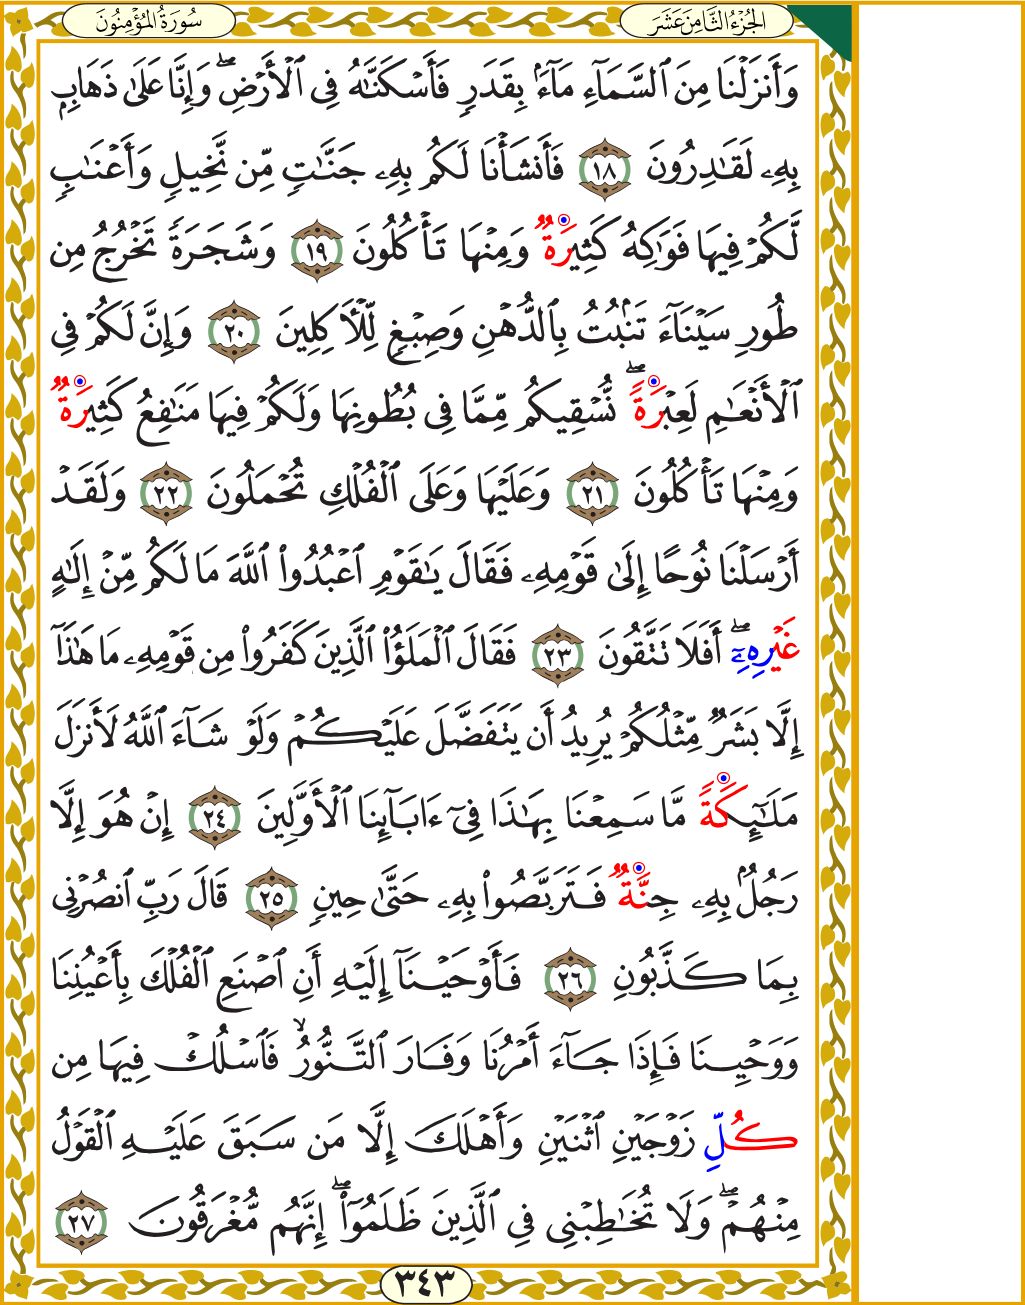 الجُزْءُ الثَّامِنَ عَشَرَ
سُورَةُ المُؤْمِنُونَ
وَأَنزَلْنَا مِنَ ٱلسَّمَآءِ مَآءَۢ بِقَدَرٖ فَأَسْكَنَّٰهُ فِى ٱلْأَرْضِۖ وَإِنَّا عَلَىٰ ذَهَابِۭ
بِهِۦ لَقَٰدِرُونَ ١٨ فَأَنشَأْنَا لَكُم بِهِۦ جَنَّٰتٖ مِّن نَّخِيلٖ وَأَعْنَٰبٖ
لَّكُمْ فِيهَا فَوَٰكِهُ كَثِيرَةٞ وَمِنْهَا تَأْكُلُونَ ١٩ وَشَجَرَةٗ تَخْرُجُ مِن
طُورِ سَيْنَآءَ تَنۢبُتُ بِٱلدُّهْنِ وَصِبْغٖ لِّلْأٓكِلِينَ ٢٠ وَإِنَّ لَكُمْ فِى
ٱلْأَنْعَٰمِ لَعِبْرَةٗۖ نُّسْقِيكُم مِّمَّا فِى بُطُونِهَا وَلَكُمْ فِيهَا مَنَٰفِعُ كَثِيرَةٞ
وَمِنْهَا تَأْكُلُونَ ٢١ وَعَلَيْهَا وَعَلَى ٱلْفُلْكِ تُحْمَلُونَ ٢٢ وَلَقَدْ
أَرْسَلْنَا نُوحًا إِلَىٰ قَوْمِهِۦ فَقَالَ يَٰقَوْمِ ٱعْبُدُوا۟ ٱللَّهَ مَا لَكُم مِّنْ إِلَٰهٍ
غَيْرِهِۦٓۖ أَفَلَا تَتَّقُونَ ٢٣ فَقَالَ ٱلْمَلَؤُا۟ ٱلَّذِينَ كَفَرُوا۟ مِن قَوْمِهِۦ مَا هَٰذَآ
إِلَّا بَشَرٞ مِّثْلُكُمْ يُرِيدُ أَن يَتَفَضَّلَ عَلَيْكُمْ وَلَوْ شَآءَ ٱللَّهُ لَأَنزَلَ
مَلَٰٓئِكَةٗ مَّا سَمِعْنَا بِهَٰذَا فِىٓ ءَابَآئِنَا ٱلْأَوَّلِينَ ٢٤ إِنْ هُوَ إِلَّا
رَجُلُۢ بِهِۦ جِنَّةٞ فَتَرَبَّصُوا۟ بِهِۦ حَتَّىٰ حِينٖ ٢٥ قَالَ رَبِّ ٱنصُرْنِى
بِمَا كَذَّبُونِ ٢٦ فَأَوْحَيْنَآ إِلَيْهِ أَنِ ٱصْنَعِ ٱلْفُلْكَ بِأَعْيُنِنَا
وَوَحْيِنَا فَإِذَا جَآءَ أَمْرُنَا وَفَارَ ٱلتَّنُّورُۙ فَٱسْلُكْ فِيهَا مِن
كُلِّ زَوْجَيْنِ ٱثْنَيْنِ وَأَهْلَكَ إِلَّا مَن سَبَقَ عَلَيْهِ ٱلْقَوْلُ
مِنْهُمْۖ وَلَا تُخَٰطِبْنِى فِى ٱلَّذِينَ ظَلَمُوٓا۟ۖ إِنَّهُم مُّغْرَقُونَ ٢٧
٣٤٣